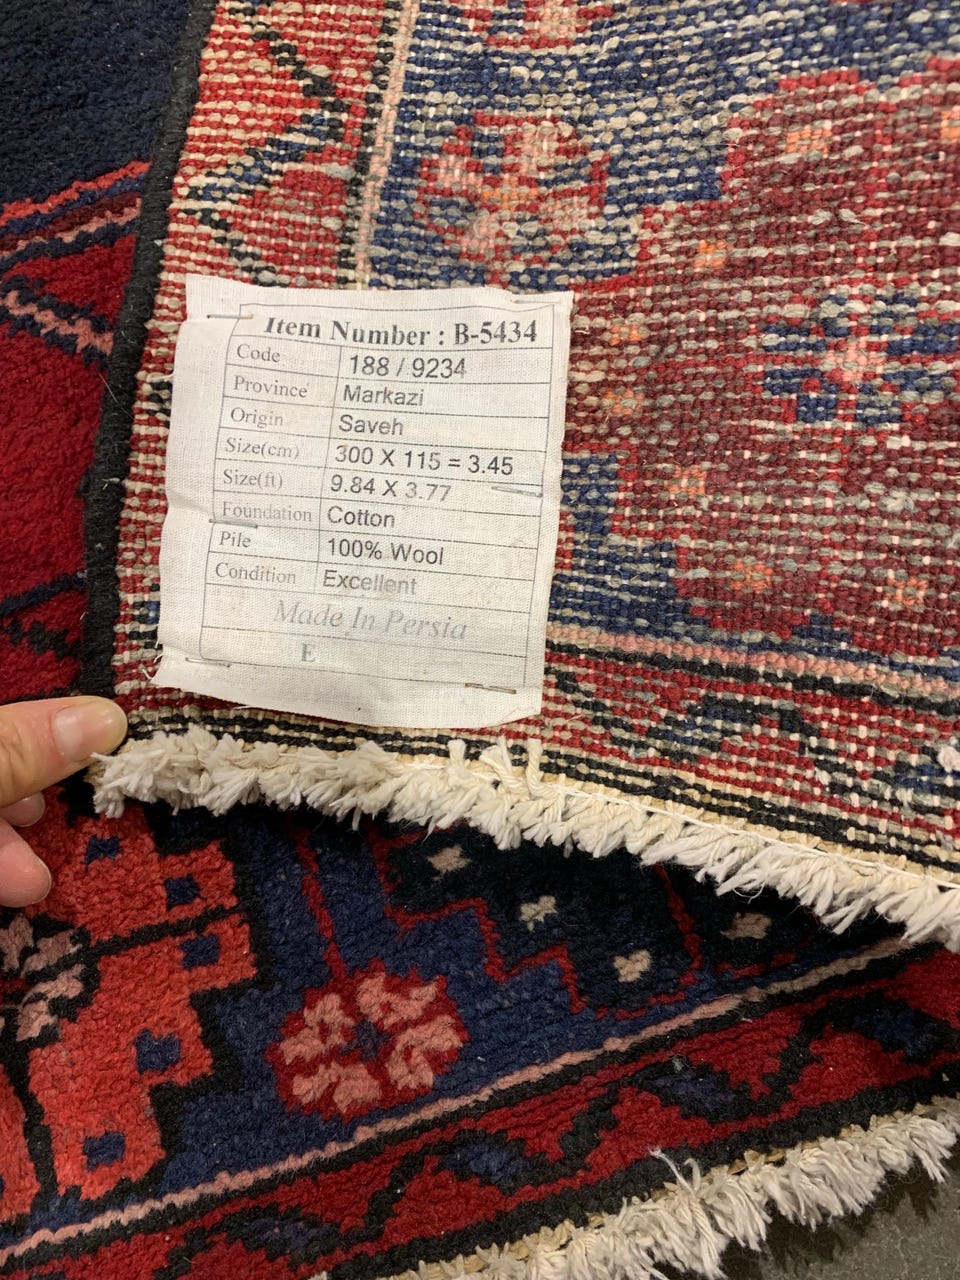 Item Number : B-5434
Code 188 / 9234
Province Markazi
Origin Saveh
Size(cm) 300 X 115 = 3.45
Size(ft) 9.84 X 3.77
Foundation Cotton
Pile 100% Wool
Condition Excellent
Made In Persia
E